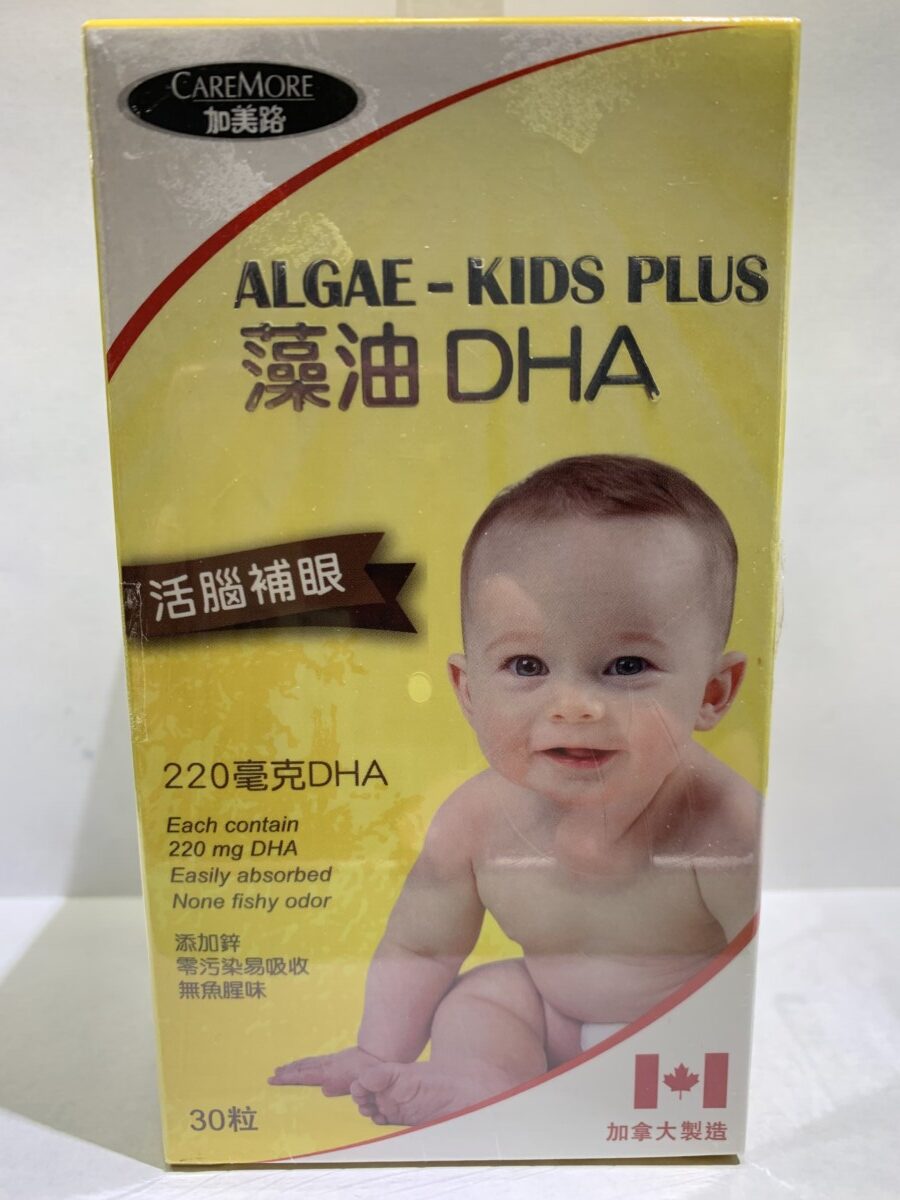 CAREMORE
加美路
ALGAE - KIDS PLUS
藻油 DHA
活腦補眼
220毫克DHA
Each contain
220 mg DHA
Easily absorbed
None fishy odor
添加鋅
零污染易吸收
無魚腥味
30粒
加拿大製造